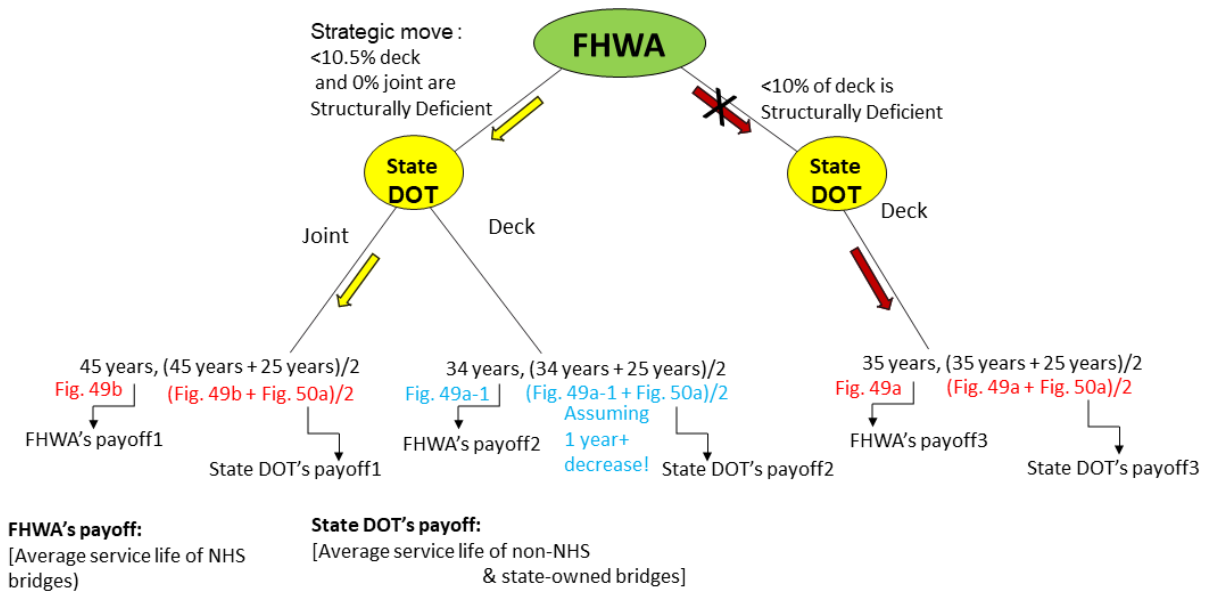 FHWA
Strategic move :
<10.5% deck
and 0% joint are
Structurally Deficient
<10% of deck is
Structurally Deficient
State
DOT
State
DOT
Joint
Deck
Deck
45 years, (45 years + 25 years)/2
Fig. 49b
(Fig. 49b + Fig. 50a)/2
FHWA's payoff1
State DOT's payoff1
34 years, (34 years + 25 years)/2
Fig. 49a-1
(Fig. 49a-1 + Fig. 50a)/2
Assuming
1 year+
decrease!
FHWA's payoff2
State DOT's payoff2
35 years, (35 years + 25 years)/2
Fig. 49a
(Fig. 49a + Fig. 50a)/2
FHWA's payoff3
State DOT's payoff3
FHWA's payoff:
[Average service life of NHS
bridges)
State DOT's payoff:
[Average service life of non-NHS
& state-owned bridges]